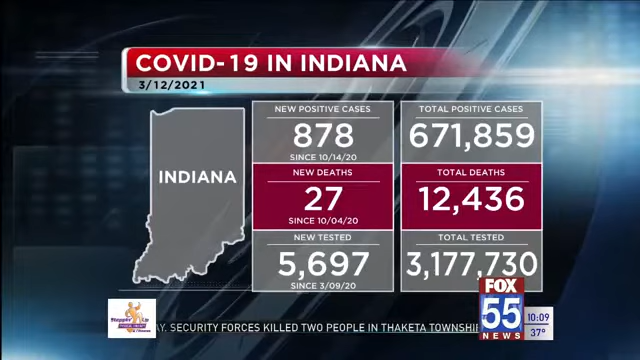 COVID-19 IN INDIANA
3/12/2021
INDIANA
NEW POSITIVE CASES
878
SINCE 10/14/20
TOTAL POSITIVE CASES
671,859
NEW DEATHS
27
SINCE 10/04/20
TOTAL DEATHS
12,436
NEW TESTED
5,697
SINCE 3/09/20
TOTAL TESTED
3,177,730
AY. SECURITY FORCES KILLED TWO PEOPLE IN THAKETA TOWNSHI
FOX
55
NEWS
10:09
37°